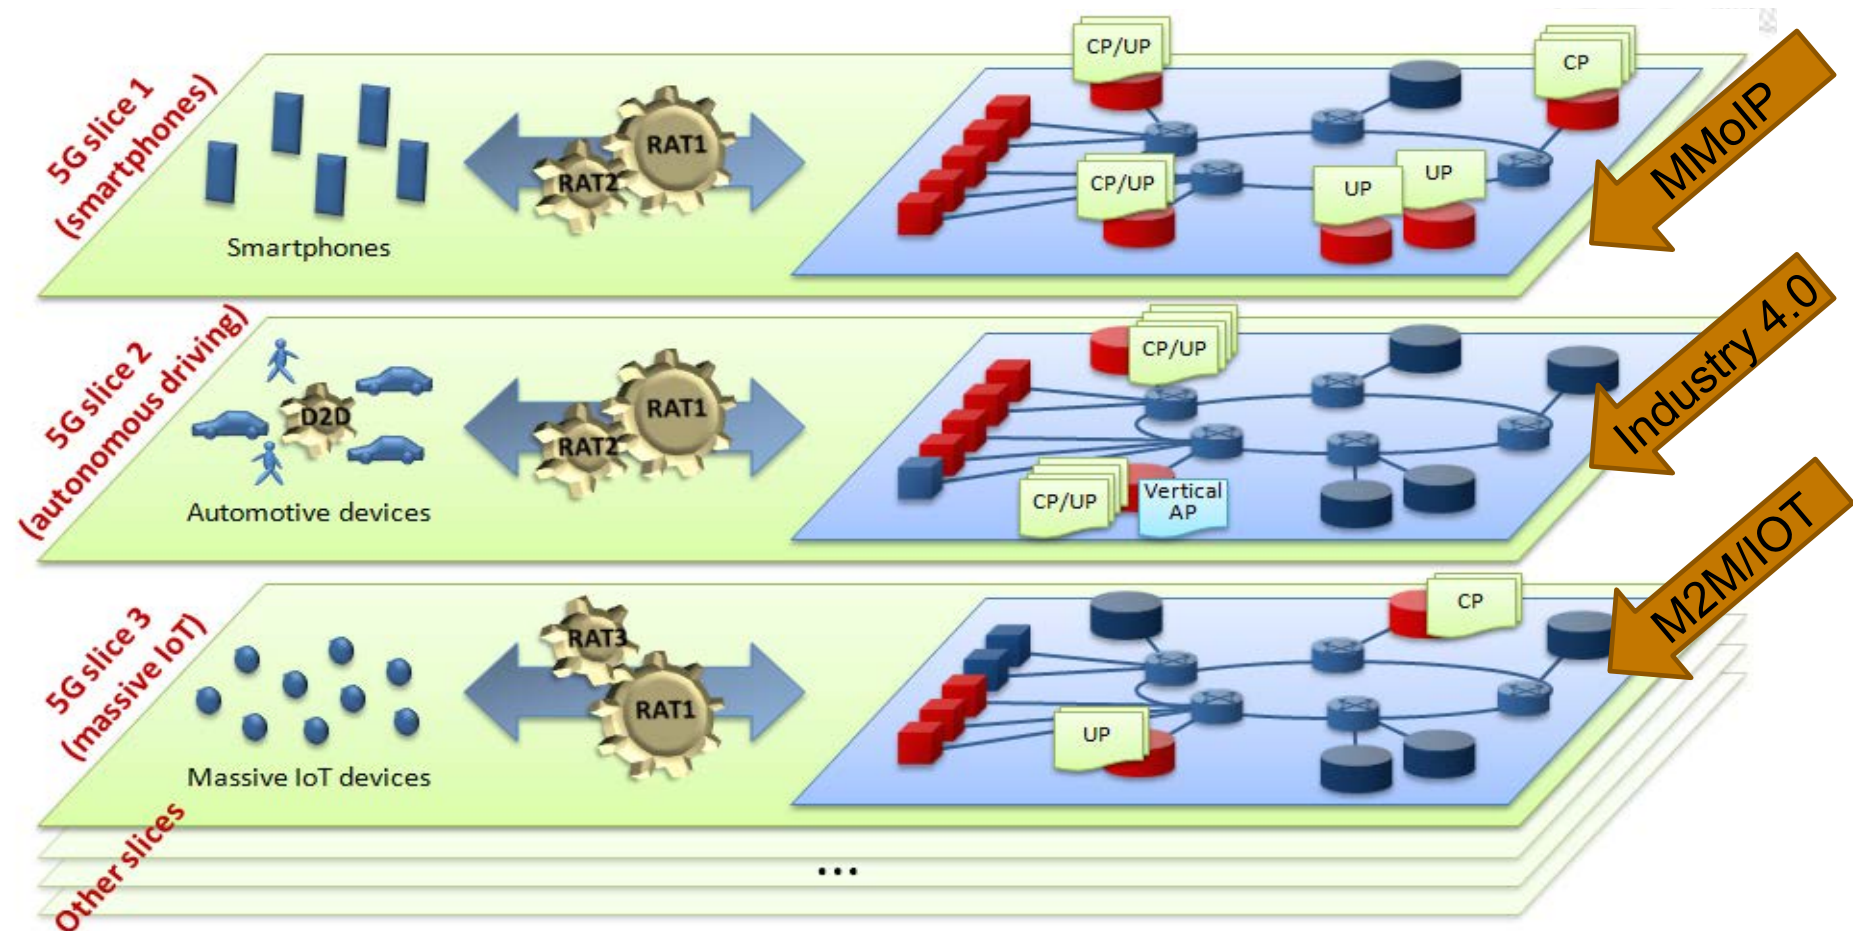 5G slice 1
(smartphones)
Smartphones
RAT1
RAT2
CP/UP
CP
CP/UP
UP
UP
MMoIP
5G slice 2
(autonomous driving)
D2D
Automotive devices
RAT1
RAT2
CP/UP
CP/UP
Vertical
AP
Industry 4.0
5G slice 3
(massive IoT)
Massive IoT devices
RAT3
RAT1
CP
UP
M2M/IOT
Other slices
...